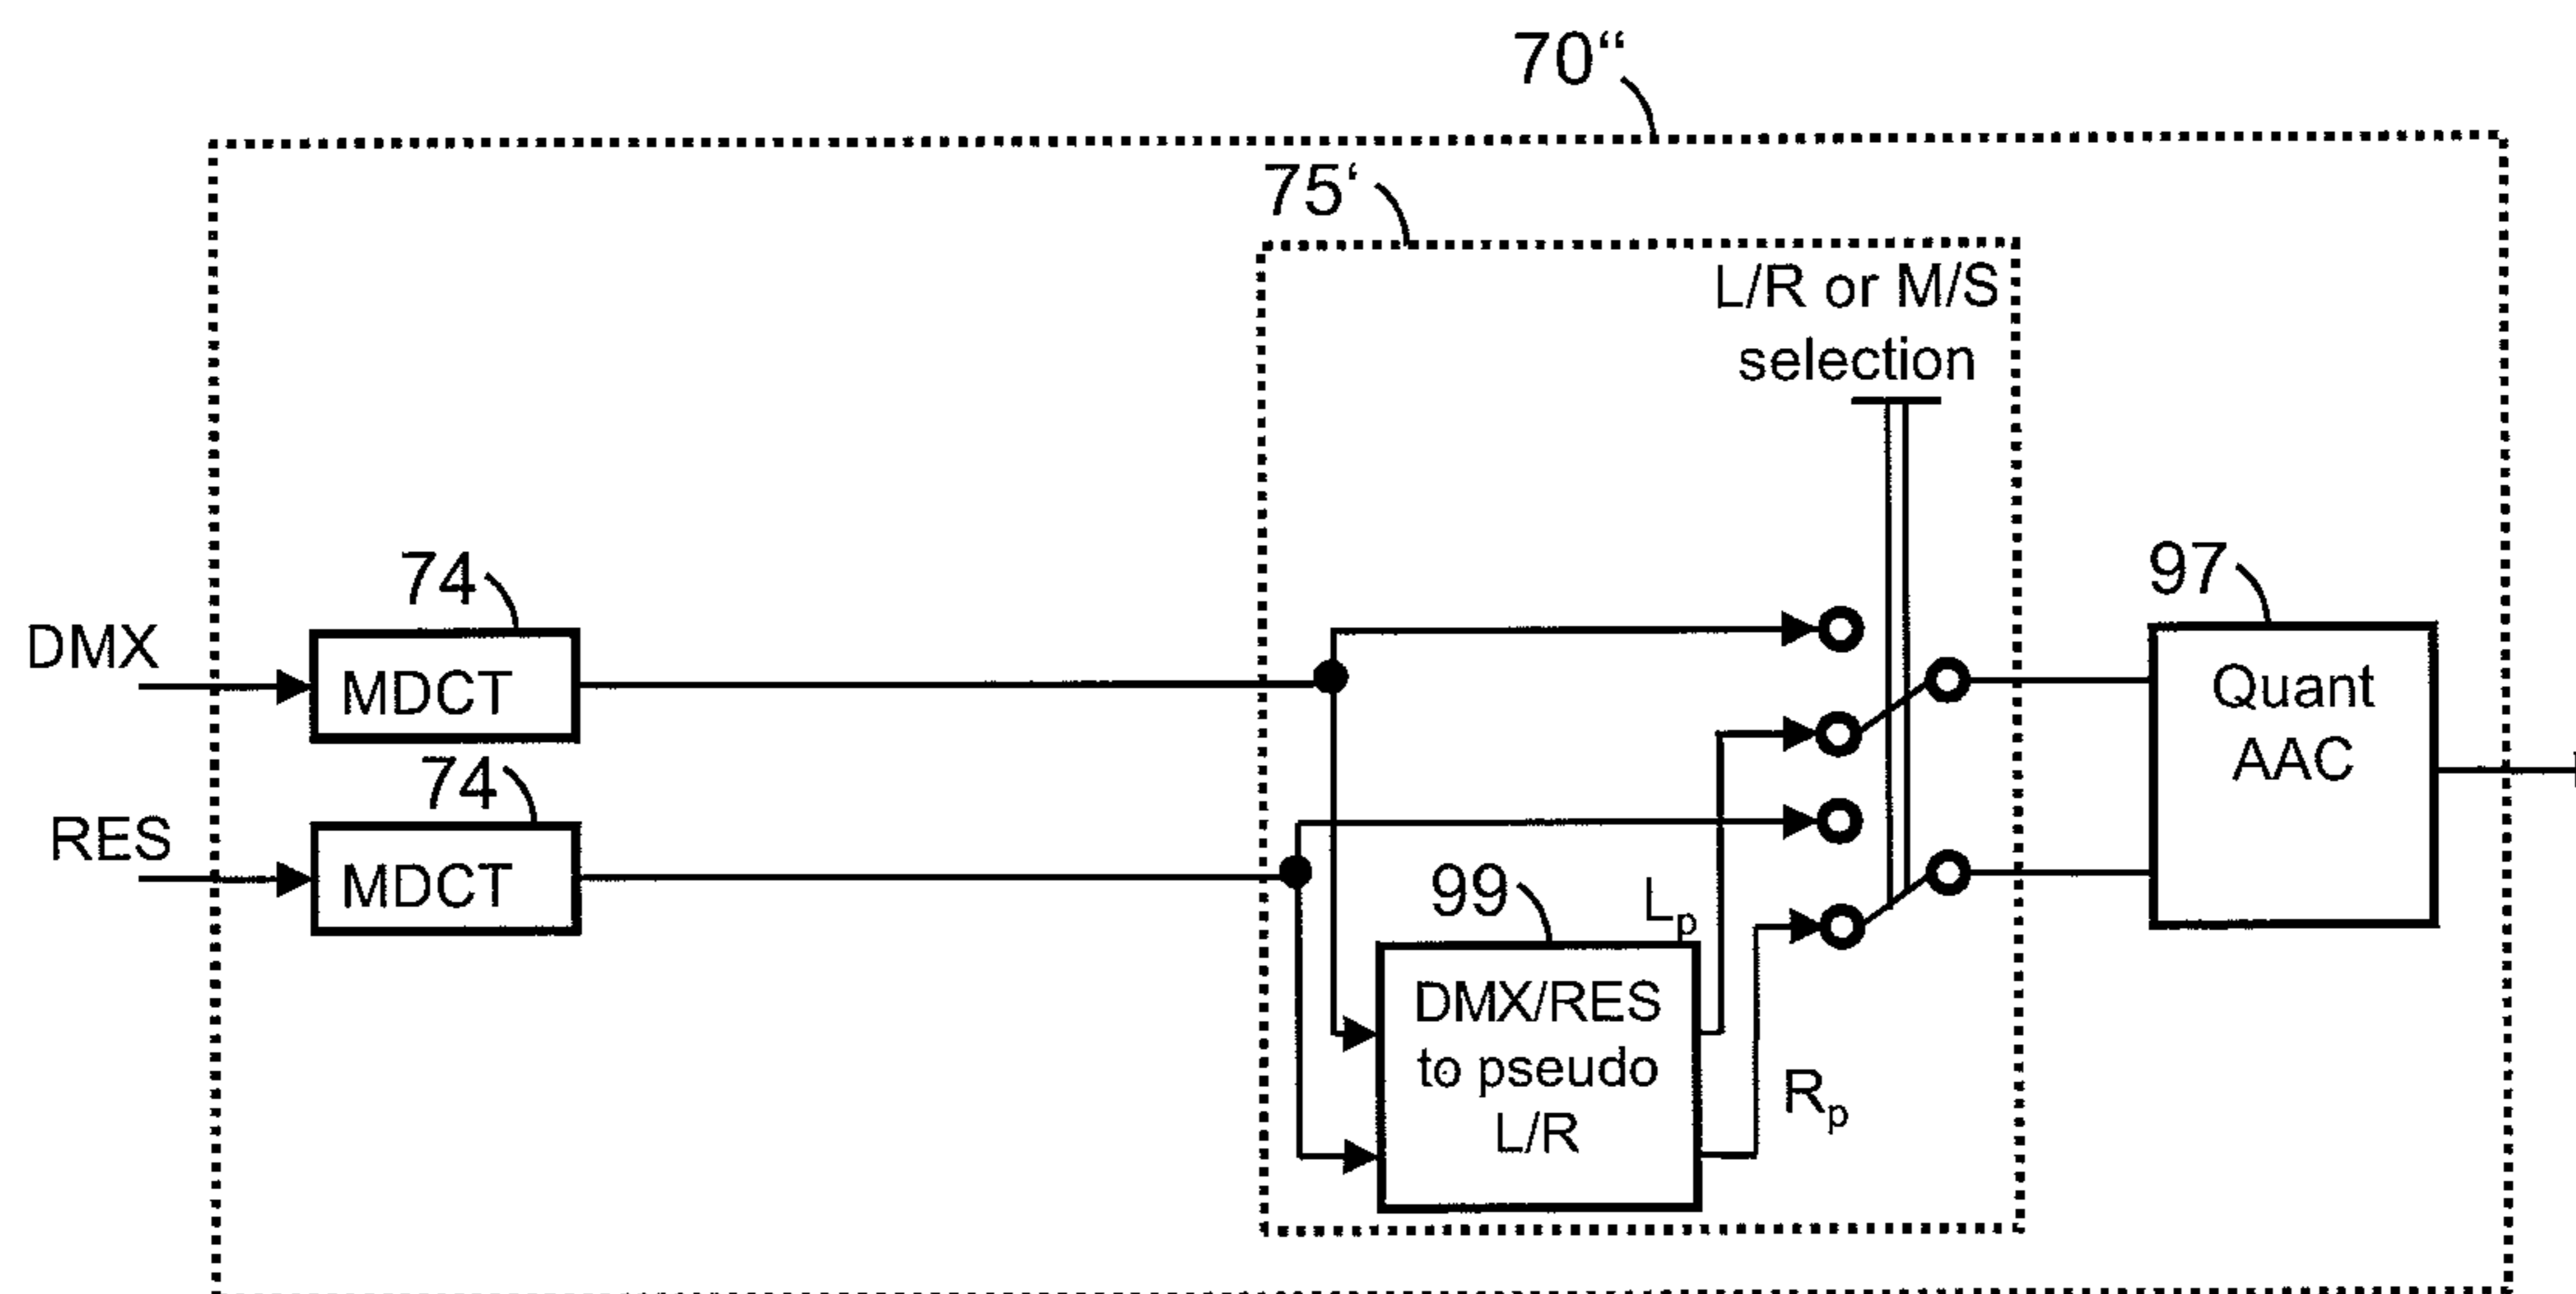 70“
75‘
L/R or M/S
selection
74
DMX
MDCT
97
Quant
AAC
74
RES
MDCT
99
Lp
DMX/RES
to pseudo
L/R
Rp